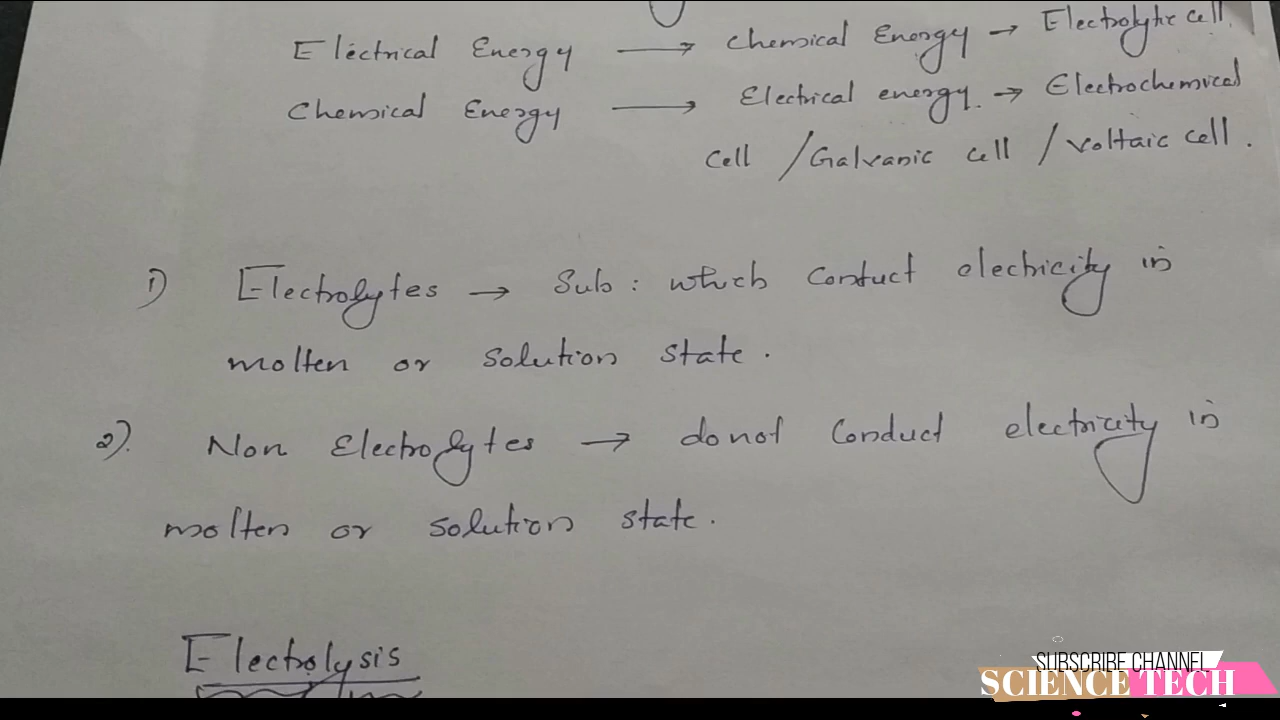 Electrical Energy → Chemical Energy → Electrolytic cell.
Chemical Energy → Electrical energy. → Electrochemical
cell / Galvanic cell / Voltaic cell.
1) Electrolytes → Sub: which conduct electricity in
molten or solution state.
2). Non Electrolytes → do not conduct electricity in
molten or solution state.
Electrolysis
SUBSCRIBE CHANNEL
SCIENCE TECH